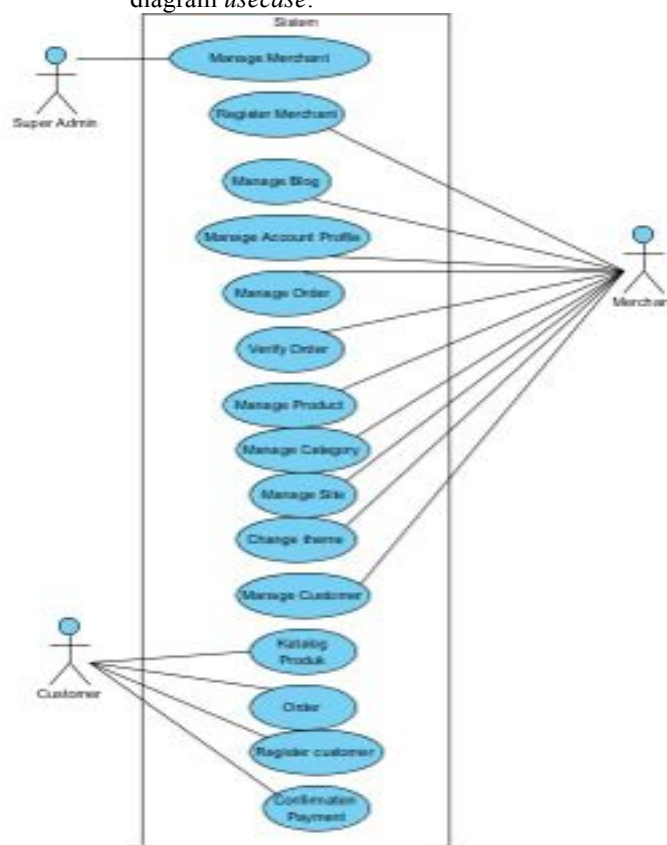 diagram usecase.
Sistem
Manage Merchant
Super Admin
Register Merchant
Manage Blog
Manage Account Profile
Merchant
Manage Order
Verify Order
Manage Product
Manage Category
Manage Site
Change theme
Manage Customer
Customer
Katalog
Produk
Order
Register customer
Confirmation
Payment